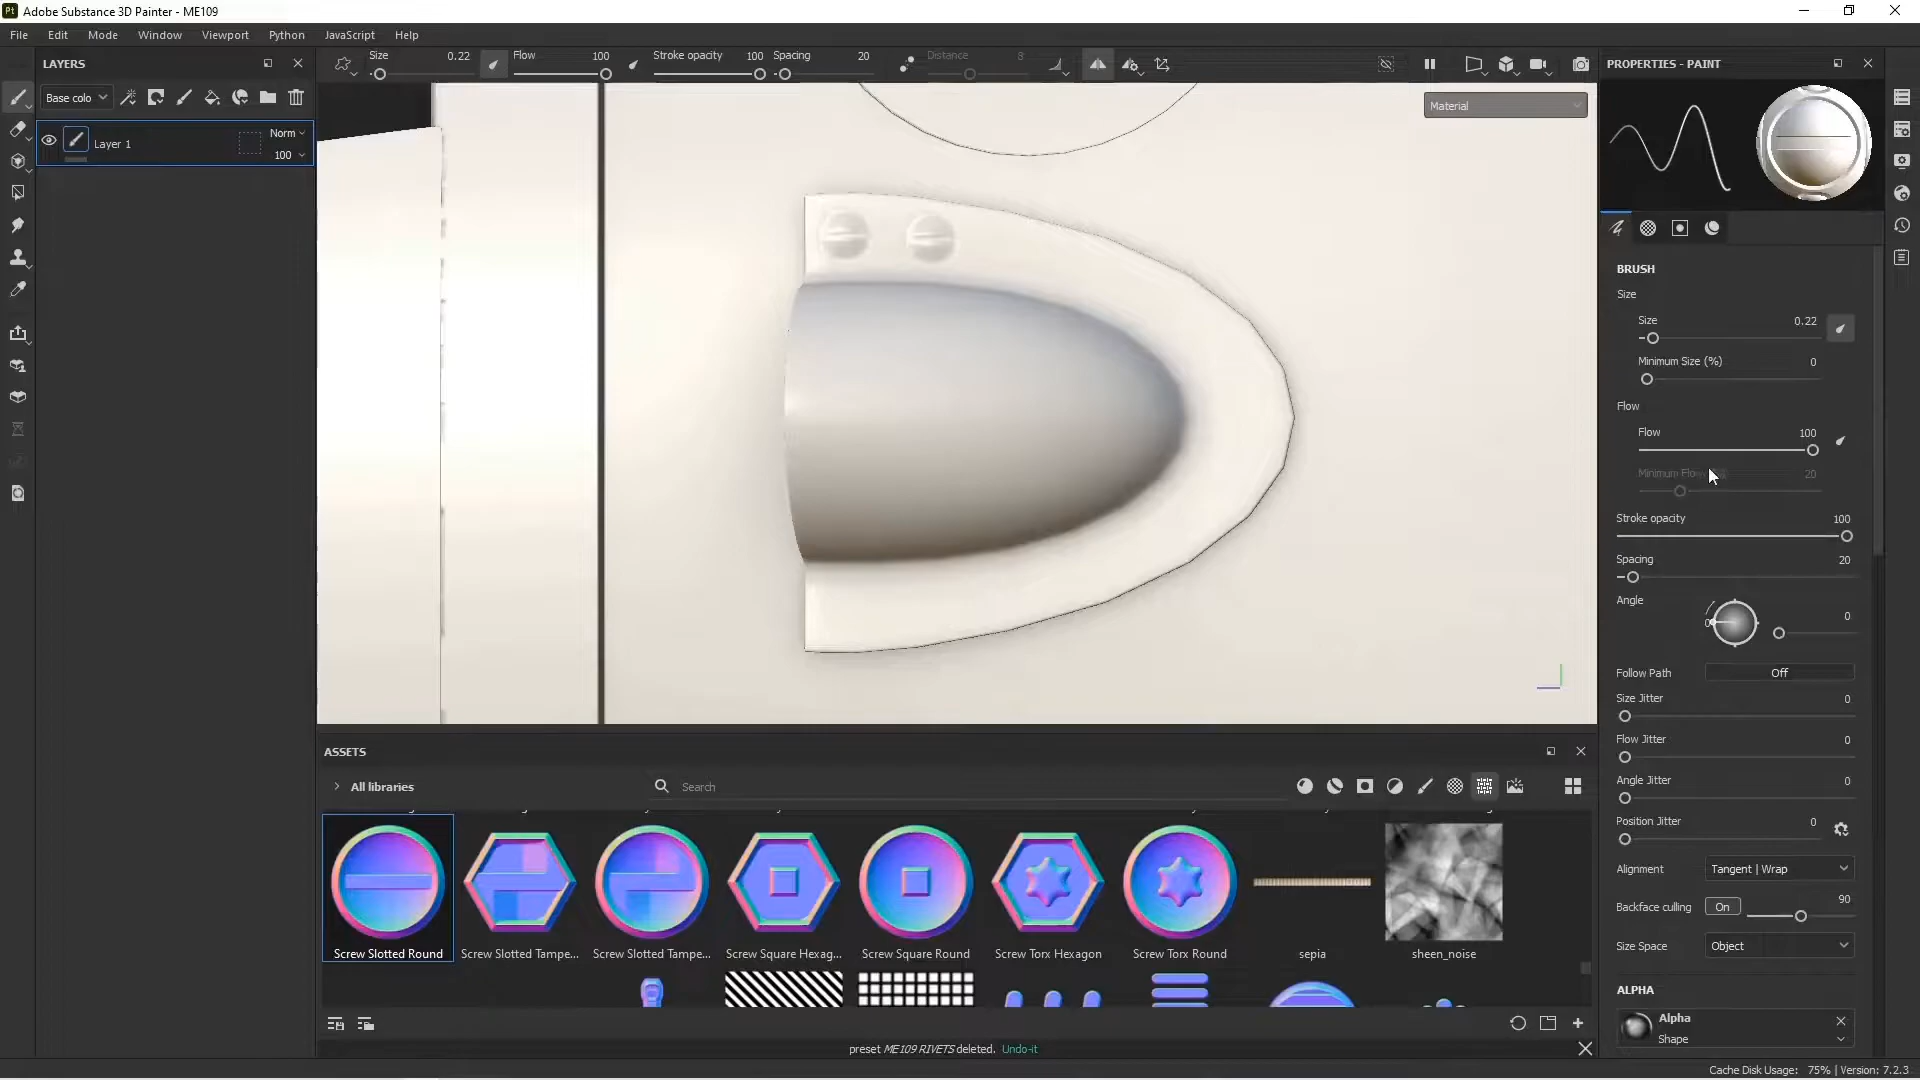 Adobe Substance 3D Painter - ME109
File Edit Mode Window Viewport Python JavaScript Help
LAYERS
Size 0.22 Flow 100 Stroke opacity 100 Spacing 20 Distance 8
PROPERTIES - PAINT
Base colo
Material
Norm
Layer 1
100
BRUSH
Size
Size 0.22
Minimum Size (%) 0
Flow
Flow 100
Minimum Flow 20
Stroke opacity 100
Spacing 20
Angle 0
0
Follow Path Off
Size Jitter 0
Flow Jitter 0
Angle Jitter 0
Position Jitter 0
Alignment Tangent | Wrap
Backface culling On 90
Size Space Object
ALPHA
Alpha
Shape
ASSETS
All libraries
Search
Screw Slotted Round Screw Slotted Tampe... Screw Slotted Tampe... Screw Square Hexag... Screw Square Round Screw Torx Hexagon Screw Torx Round sepia sheen_noise
preset ME109 RIVETS deleted. Undo-it
Cache Disk Usage: 75% | Version: 7.2.3